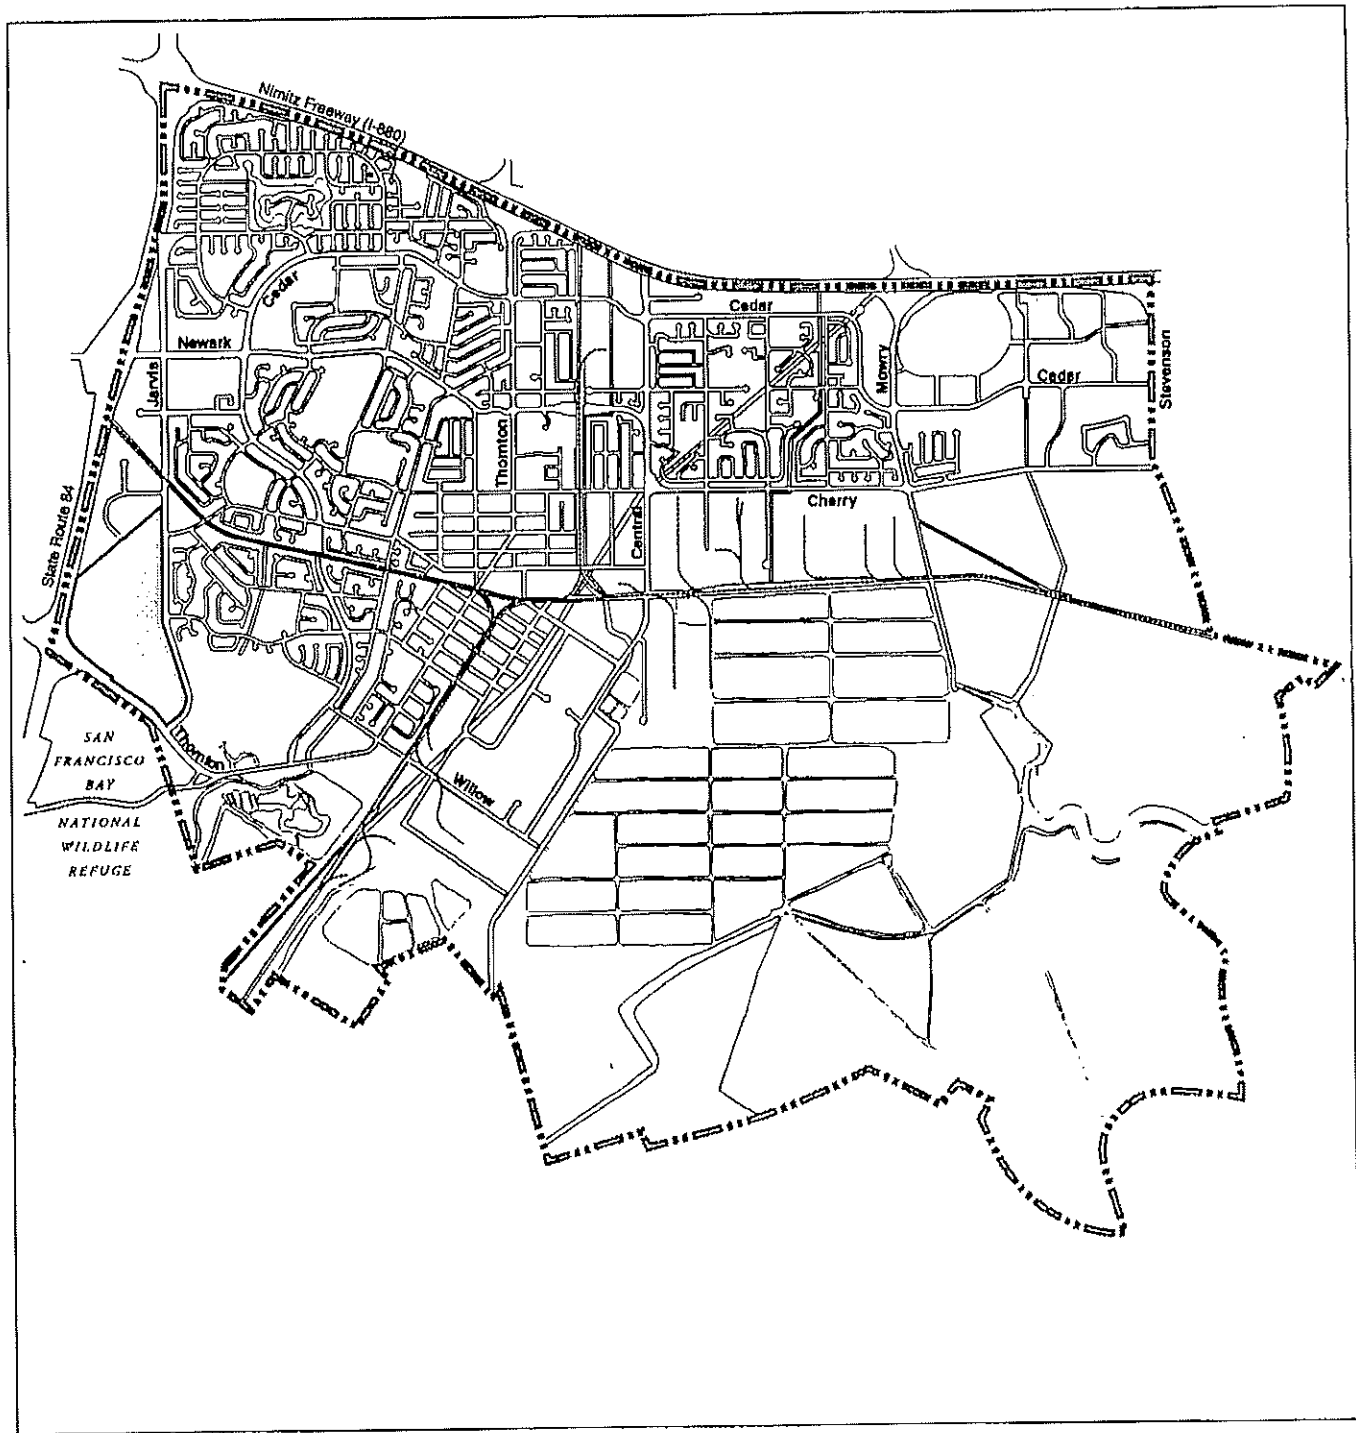 Nimitz Freeway (I-880)
Cedar
Cedar
Newark
Jarvis
Mowry
Cedar
Stevenson
Thornton
Cherry
Central
State Route 84
Thornton
SAN
FRANCISCO
BAY
NATIONAL
WILDLIFE
REFUGE
Willow